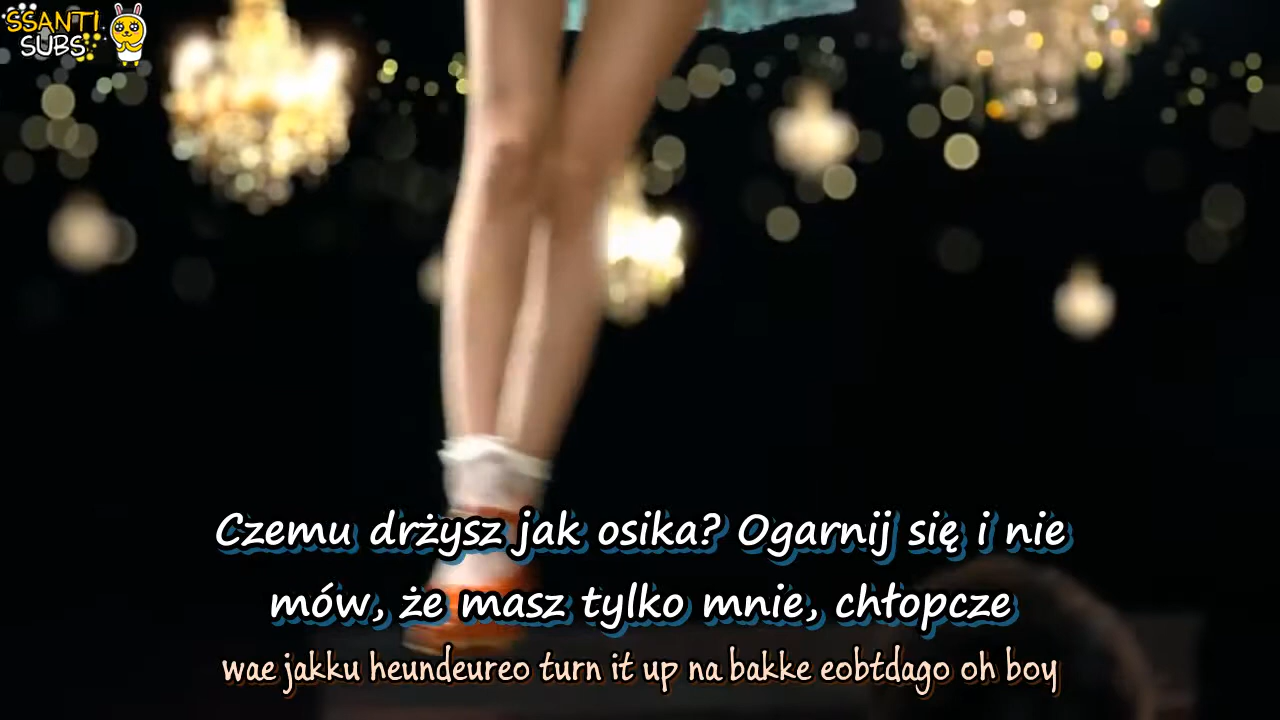 SSANTI
SUBS
Czemu drżysz jak osika? Ogarnij się i nie
mów, że masz tylko mnie, chłopcze
wae jakku heundeureo turn it up na bakke eobtdago oh boy